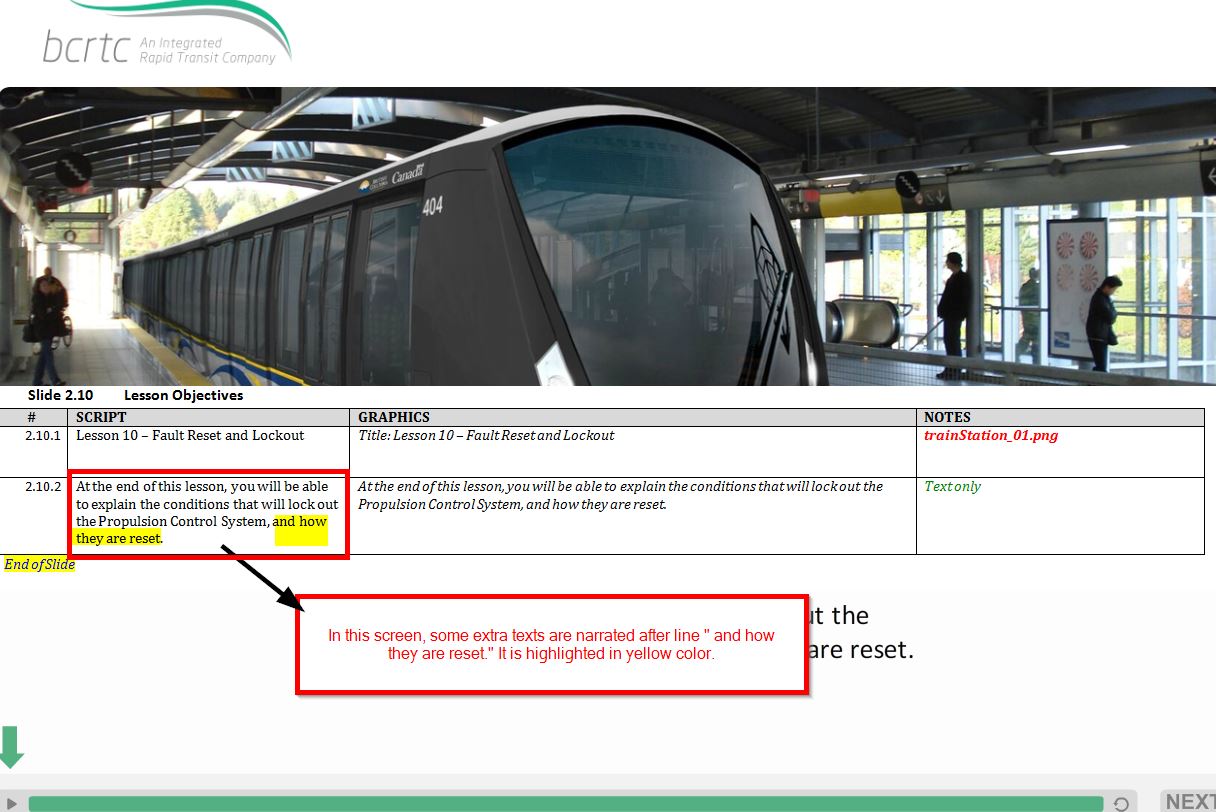 bcrtc An Integrated
Rapid Transit Company
BRITISH
COLUMBIA Canada
404
Slide 2.10 Lesson Objectives
# SCRIPT GRAPHICS NOTES
2.10.1 Lesson 10 – Fault Reset and Lockout Title: Lesson 10 – Fault Reset and Lockout trainStation_01.png
2.10.2 At the end of this lesson, you will be able At the end of this lesson, you will be able to explain the conditions that will lock out the Text only
to explain the conditions that will lock out Propulsion Control System, and how they are reset.
the Propulsion Control System, and how
they are reset.
End of Slide
ut the
In this screen, some extra texts are narrated after line " and how
they are reset." It is highlighted in yellow color.
are reset.
NEXT